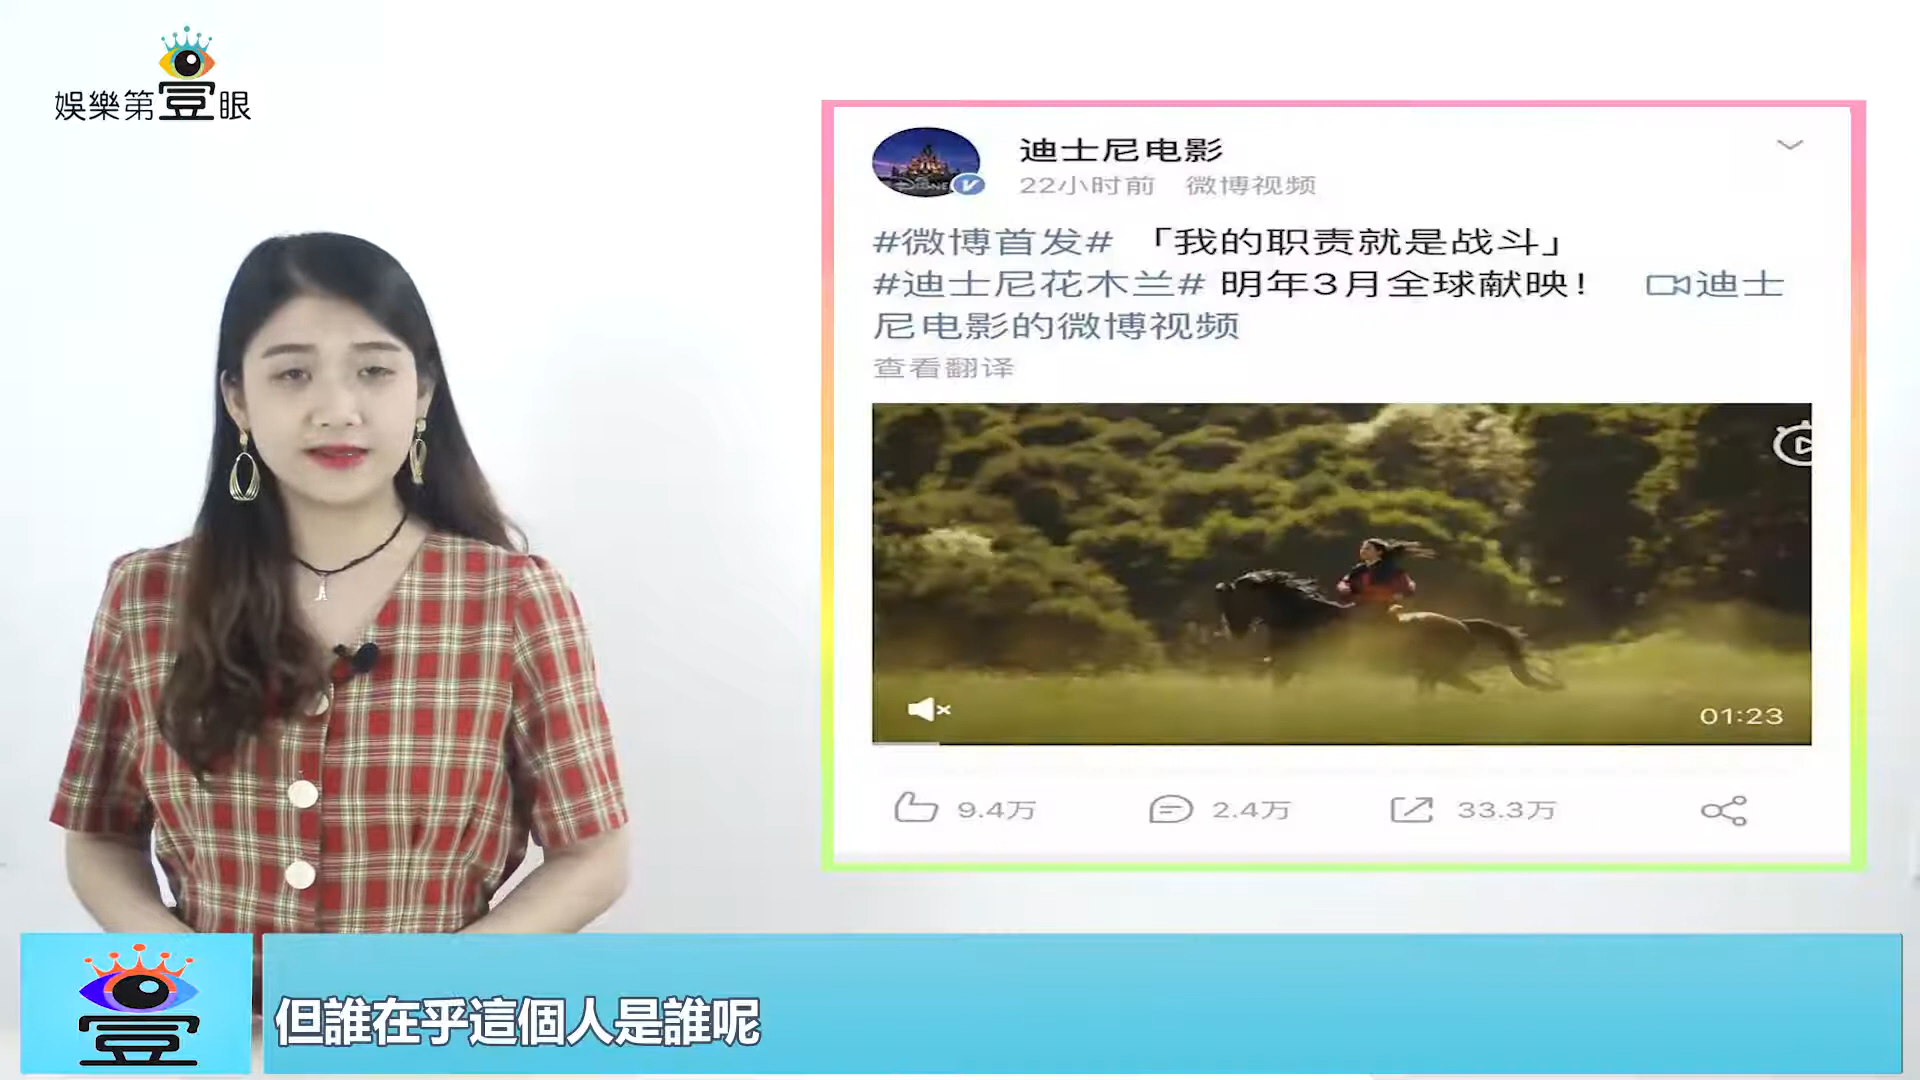 娛樂第壹眼
迪士尼电影
22小时前 微博视频
#微博首发# 「我的职责就是战斗」
#迪士尼花木兰# 明年3月全球献映! 迪士
尼电影的微博视频
查看翻译
01:23
9.4万 2.4万 33.3万
壹
但誰在乎這個人是誰呢